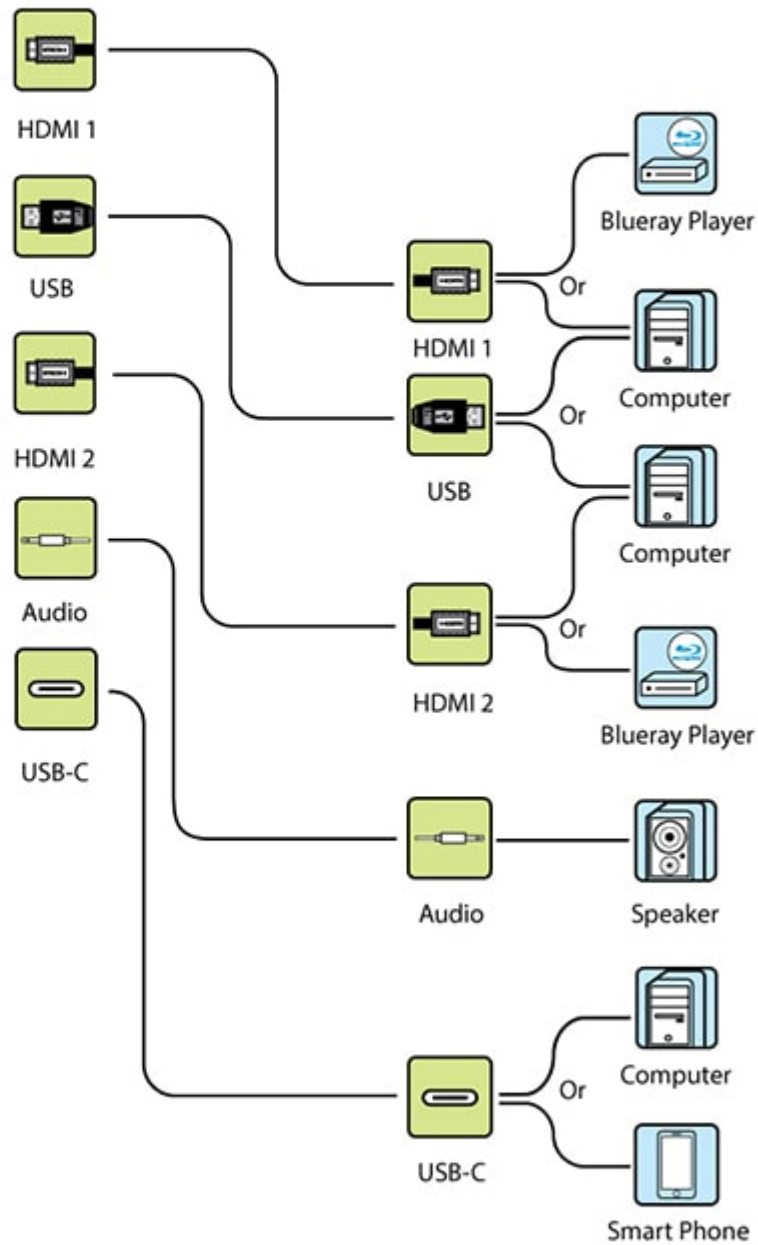 HDMI 1
USB
HDMI 2
Audio
USB-C
HDMI 1
USB
HDMI 2
Audio
USB-C
Or
Or
Or
Or
Blueray Player
Computer
Computer
Blueray Player
Speaker
Computer
Smart Phone